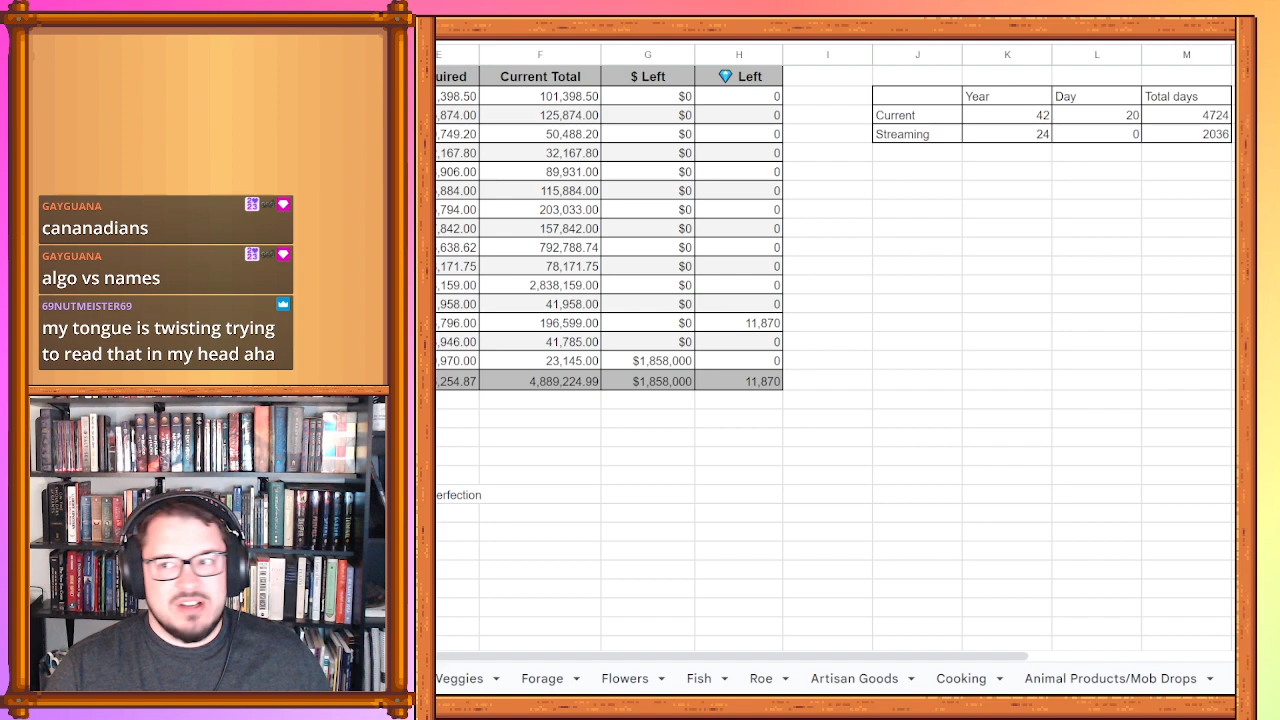 GAYGUANA
cananadians
GAYGUANA
algo vs names
69NUTMEISTER69
my tongue is twisting trying
to read that in my head aha
E F G H I J K L M
uired Current Total $ Left Left
,398.50 101,398.50 $0 0
,874.00 125,874.00 $0 0
,749.20 50,488.20 $0 0
,167.80 32,167.80 $0 0
,906.00 89,931.00 $0 0
,884.00 115,884.00 $0 0
,794.00 203,033.00 $0 0
,842.00 157,842.00 $0 0
,638.62 792,788.74 $0 0
,171.75 78,171.75 $0 0
,159.00 2,838,159.00 $0 0
,958.00 41,958.00 $0 0
,796.00 196,599.00 $0 11,870
,946.00 41,785.00 $0 0
,970.00 23,145.00 $1,858,000 0
,254.87 4,889,224.99 $1,858,000 11,870
Year Day Total days
Current 42 20 4724
Streaming 24 0 2036
erfection
Veggies Forage Flowers Fish Roe Artisan Goods Cooking Animal Products/Mob Drops